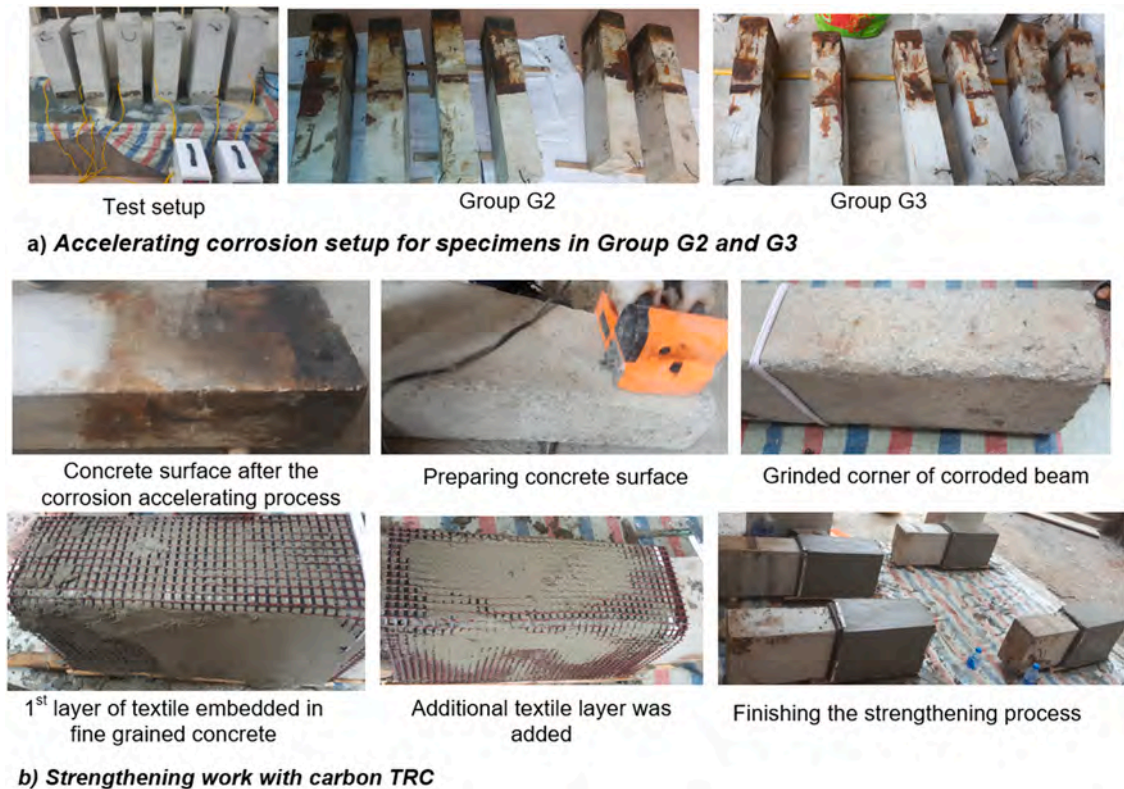 Test setup
Group G2
Group G3
a) Accelerating corrosion setup for specimens in Group G2 and G3
Concrete surface after the
corrosion accelerating process
Preparing concrete surface
Grinded corner of corroded beam
1st layer of textile embedded in
fine grained concrete
Additional textile layer was
added
Finishing the strengthening process
b) Strengthening work with carbon TRC